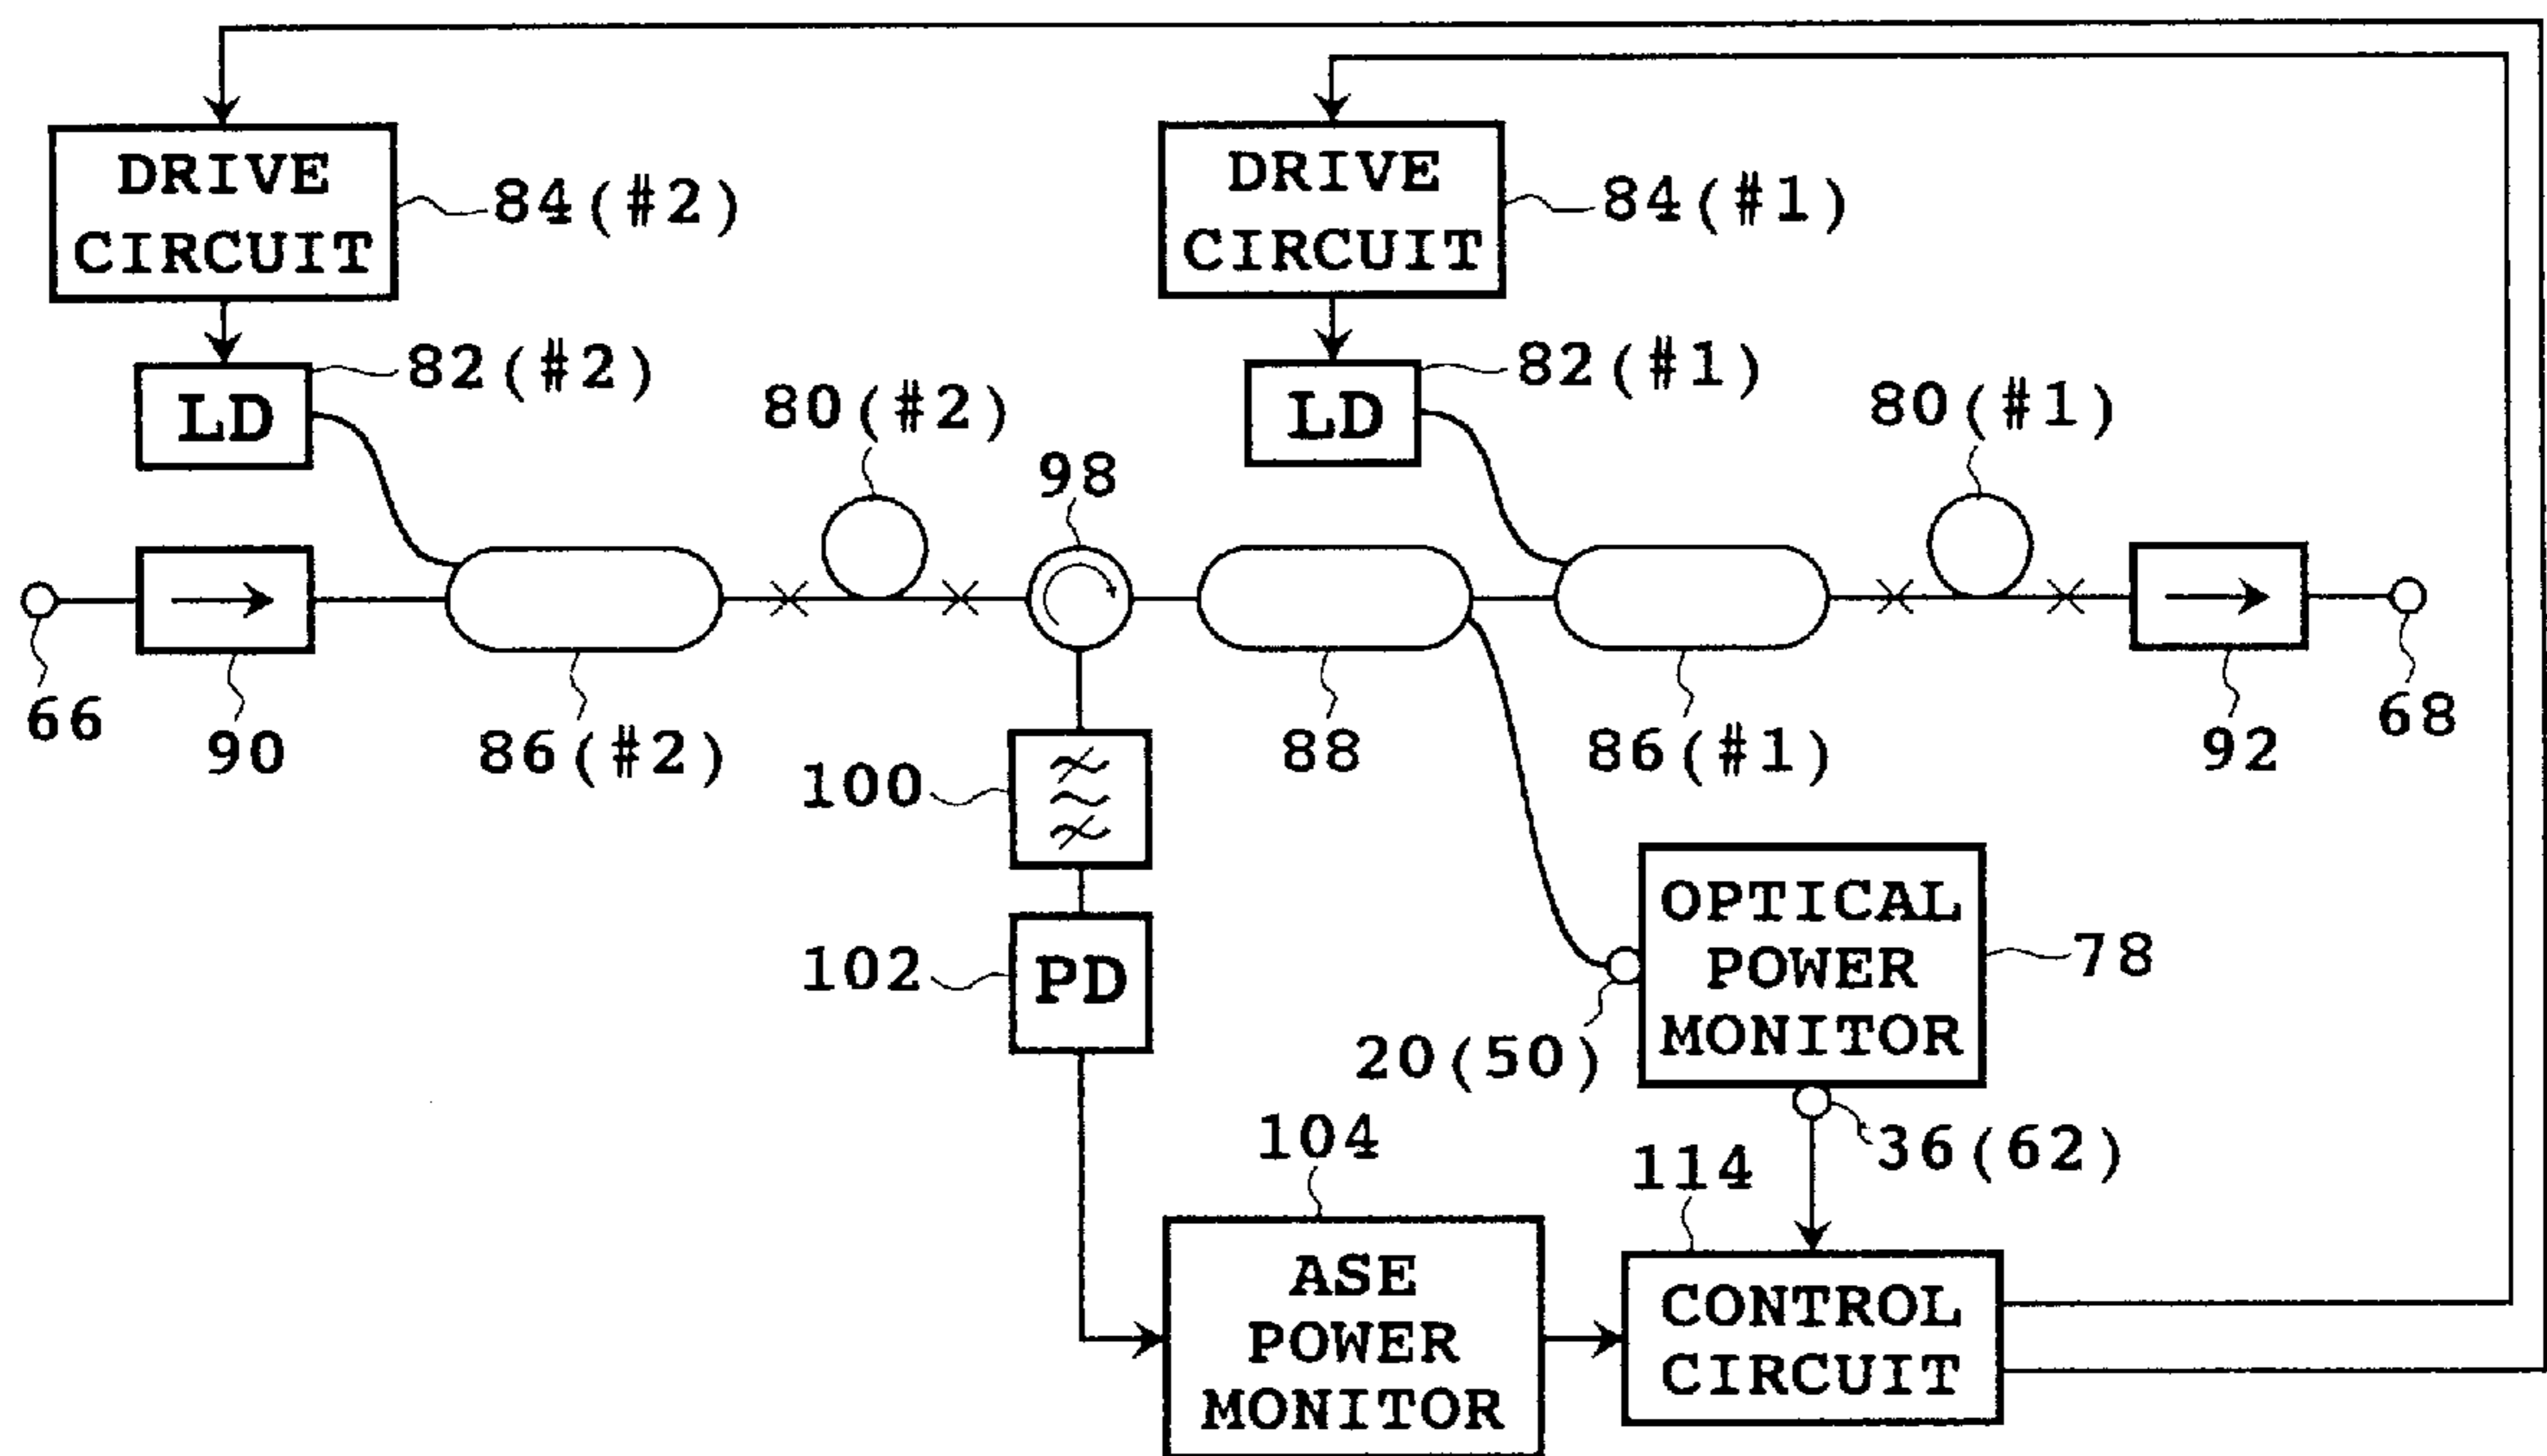 DRIVE
CIRCUIT
84(#2)
DRIVE
CIRCUIT
84(#1)
LD
82(#2)
LD
82(#1)
80(#2)
80(#1)
98
66
90
86(#2)
88
86(#1)
92
68
100
102
PD
OPTICAL
POWER
MONITOR
78
20(50)
36(62)
104
114
ASE
POWER
MONITOR
CONTROL
CIRCUIT